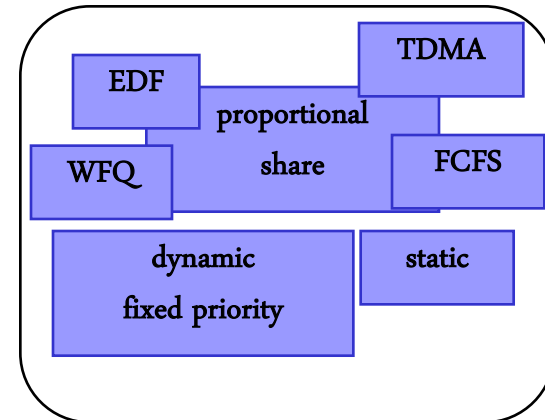 TDMA
EDF
proportional
share
WFQ
FCFS
dynamic
fixed priority
static